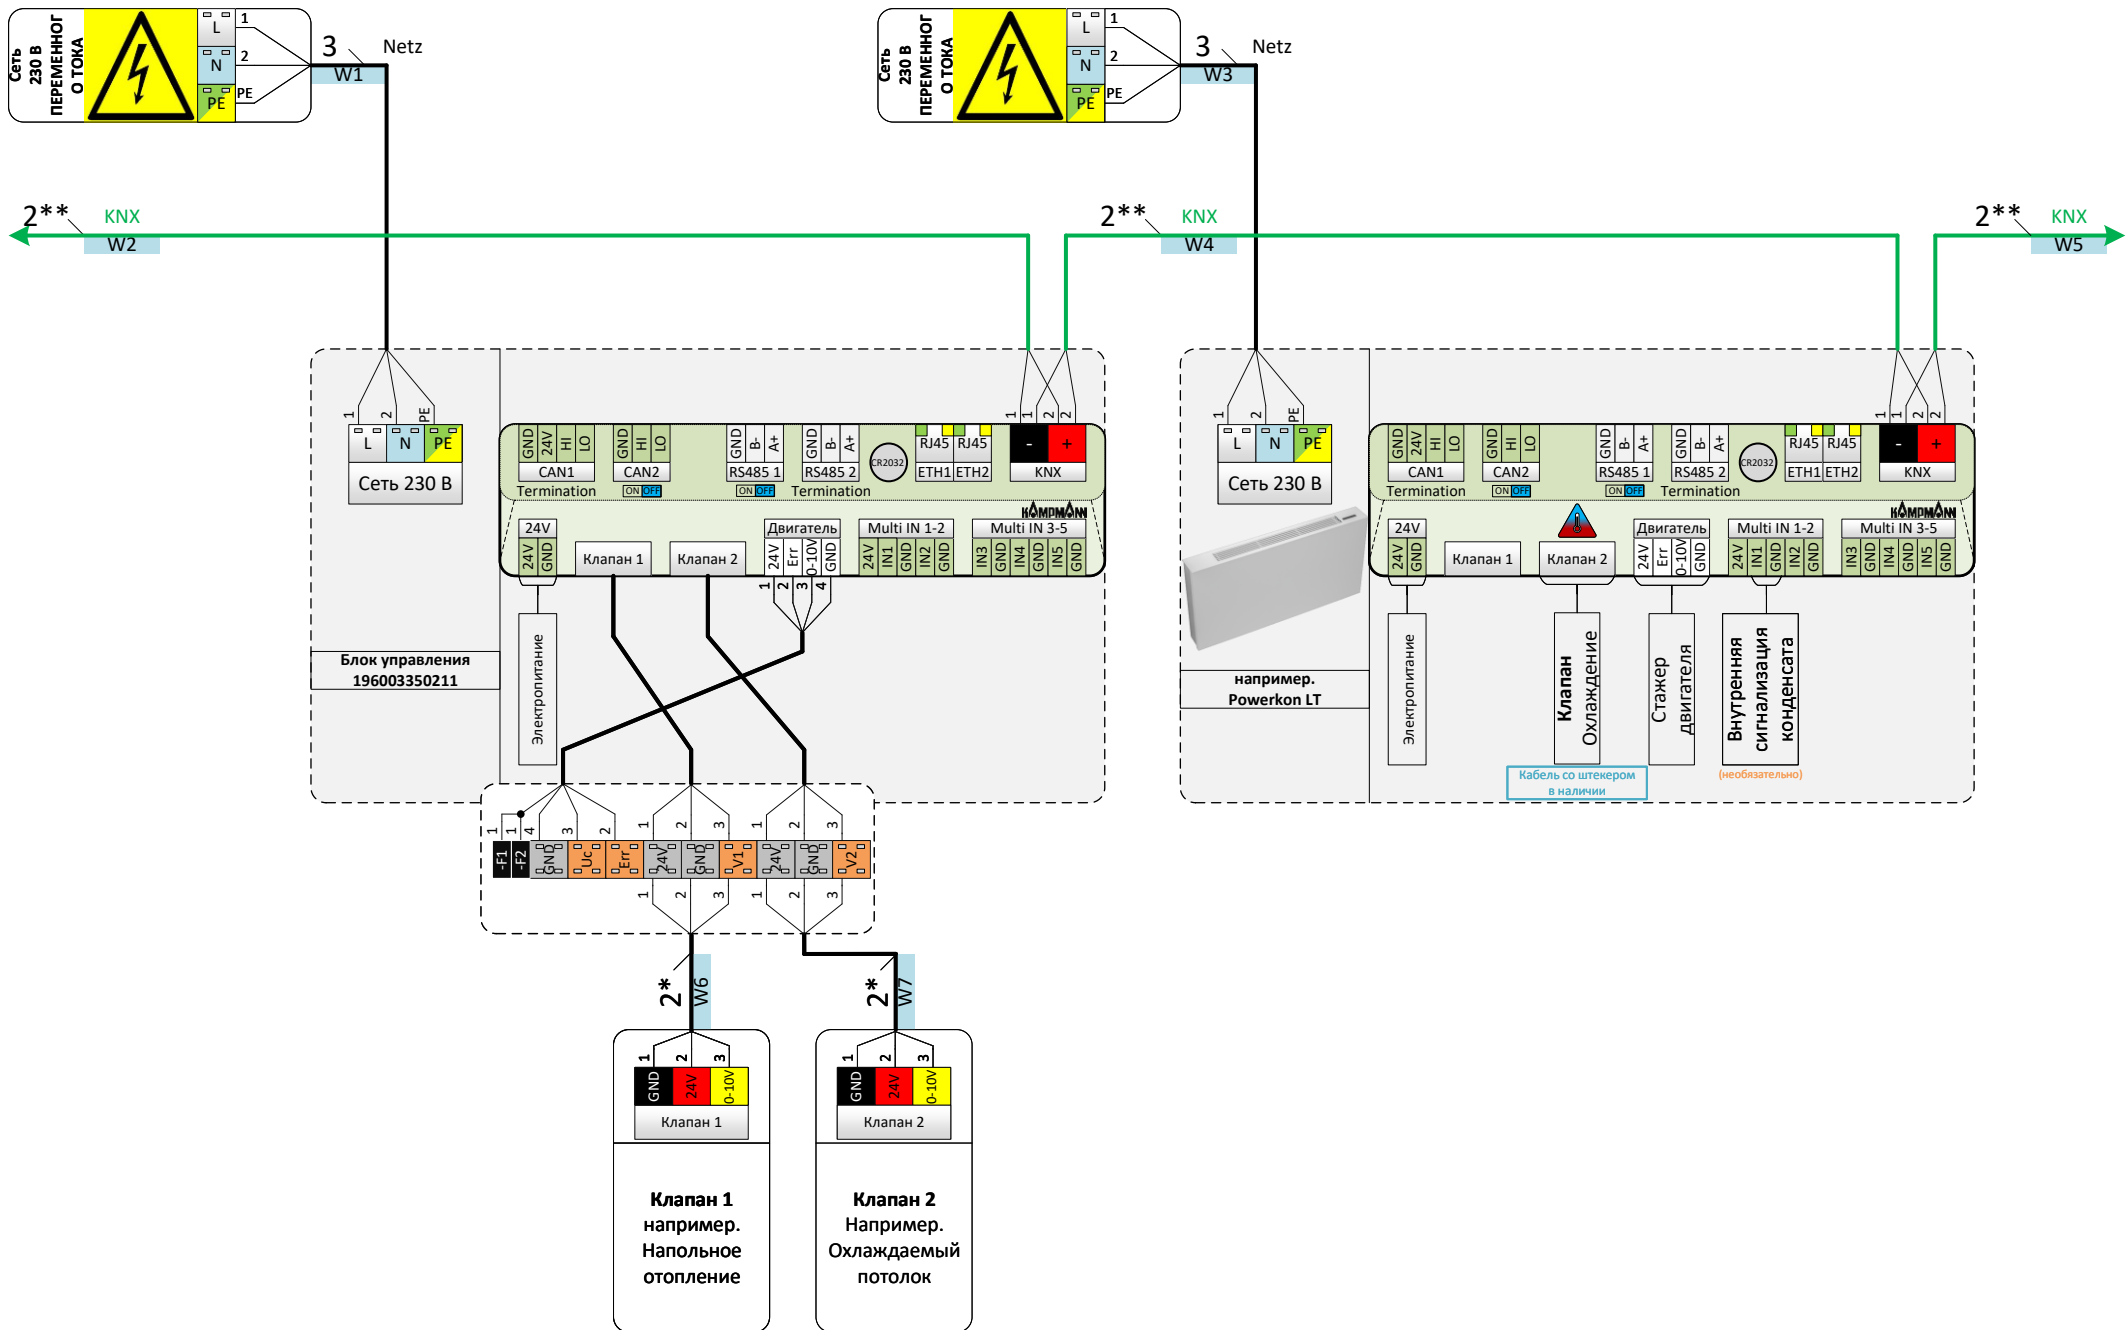 Сеть
230 В
ПЕРЕМЕННОГ
О ТОКА
L
N
PE
1
2
PE
3
Netz
W1
Сеть
230 В
ПЕРЕМЕННОГ
О ТОКА
L
N
PE
1
2
PE
3
Netz
W3
2**
KNX
W2
2**
KNX
W4
2**
KNX
W5
1
2
PE
L
N
PE
Сеть 230 В
1
1
2
2
GND
24V
HI
LO
CAN1
GND
HI
LO
CAN2
GND
B-
A+
RS485 1
GND
B-
A+
RS485 2
CR2032
RJ45
RJ45
ETH1
ETH2
-
+
KNX
Termination
ON
OFF
ON
OFF
Termination
KAMPMANN
24V
24V
GND
Клапан 1
Клапан 2
Двигатель
24V
Err
0-10V
GND
Multi IN 1-2
24V
IN1
GND
IN2
GND
Multi IN 3-5
IN3
GND
IN4
GND
IN5
GND
1
2
3
4
Электропитание
Блок управления
196003350211
1
2
PE
L
N
PE
Сеть 230 В
1
1
2
2
GND
24V
HI
LO
CAN1
GND
HI
LO
CAN2
GND
B-
A+
RS485 1
GND
B-
A+
RS485 2
CR2032
RJ45
RJ45
ETH1
ETH2
-
+
KNX
Termination
ON
OFF
ON
OFF
Termination
KAMPMANN
24V
24V
GND
Клапан 1
Клапан 2
Двигатель
24V
Err
0-10V
GND
Multi IN 1-2
24V
IN1
GND
IN2
GND
Multi IN 3-5
IN3
GND
IN4
GND
IN5
GND
например.
Powerkon LT
Электропитание
Клапан
Охлаждение
Стажер
двигателя
Внутренняя
сигнализация
конденсата
Кабель со штекером
в наличии
(необязательно)
1
1
4
3
2
1
2
3
1
2
3
-F1
-F2
GND
Uc
Err
24V
GND
V1
24V
GND
V2
1
2
3
1
2
3
2*
W6
2*
W7
1
2
3
GND
24V
0-10V
Клапан 1
Клапан 1
например.
Напольное
отопление
1
2
3
GND
24V
0-10V
Клапан 2
Клапан 2
Например.
Охлаждаемый
потолок